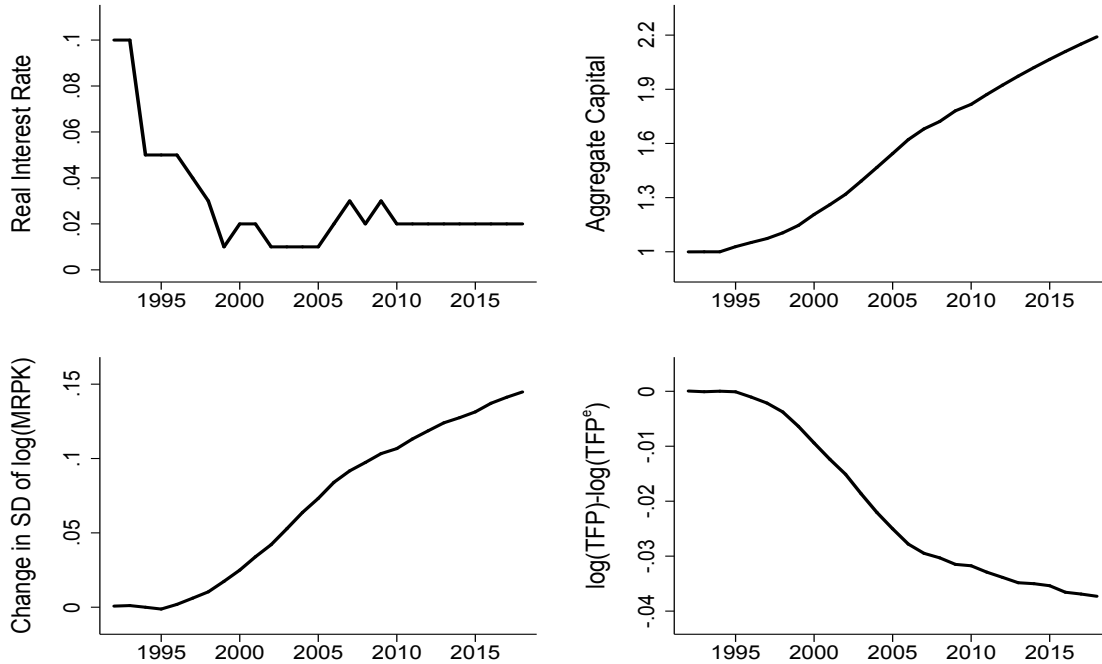 Real Interest Rate
.1
.08
.06
.04
.02
0
1995 2000 2005 2010 2015
Aggregate Capital
2.2
1.9
1.6
1.3
1
1995 2000 2005 2010 2015
Change in SD of log(MRPK)
.15
.1
.05
0
1995 2000 2005 2010 2015
log(TFP)-log(TFPᵉ)
0
-.01
-.02
-.03
-.04
1995 2000 2005 2010 2015